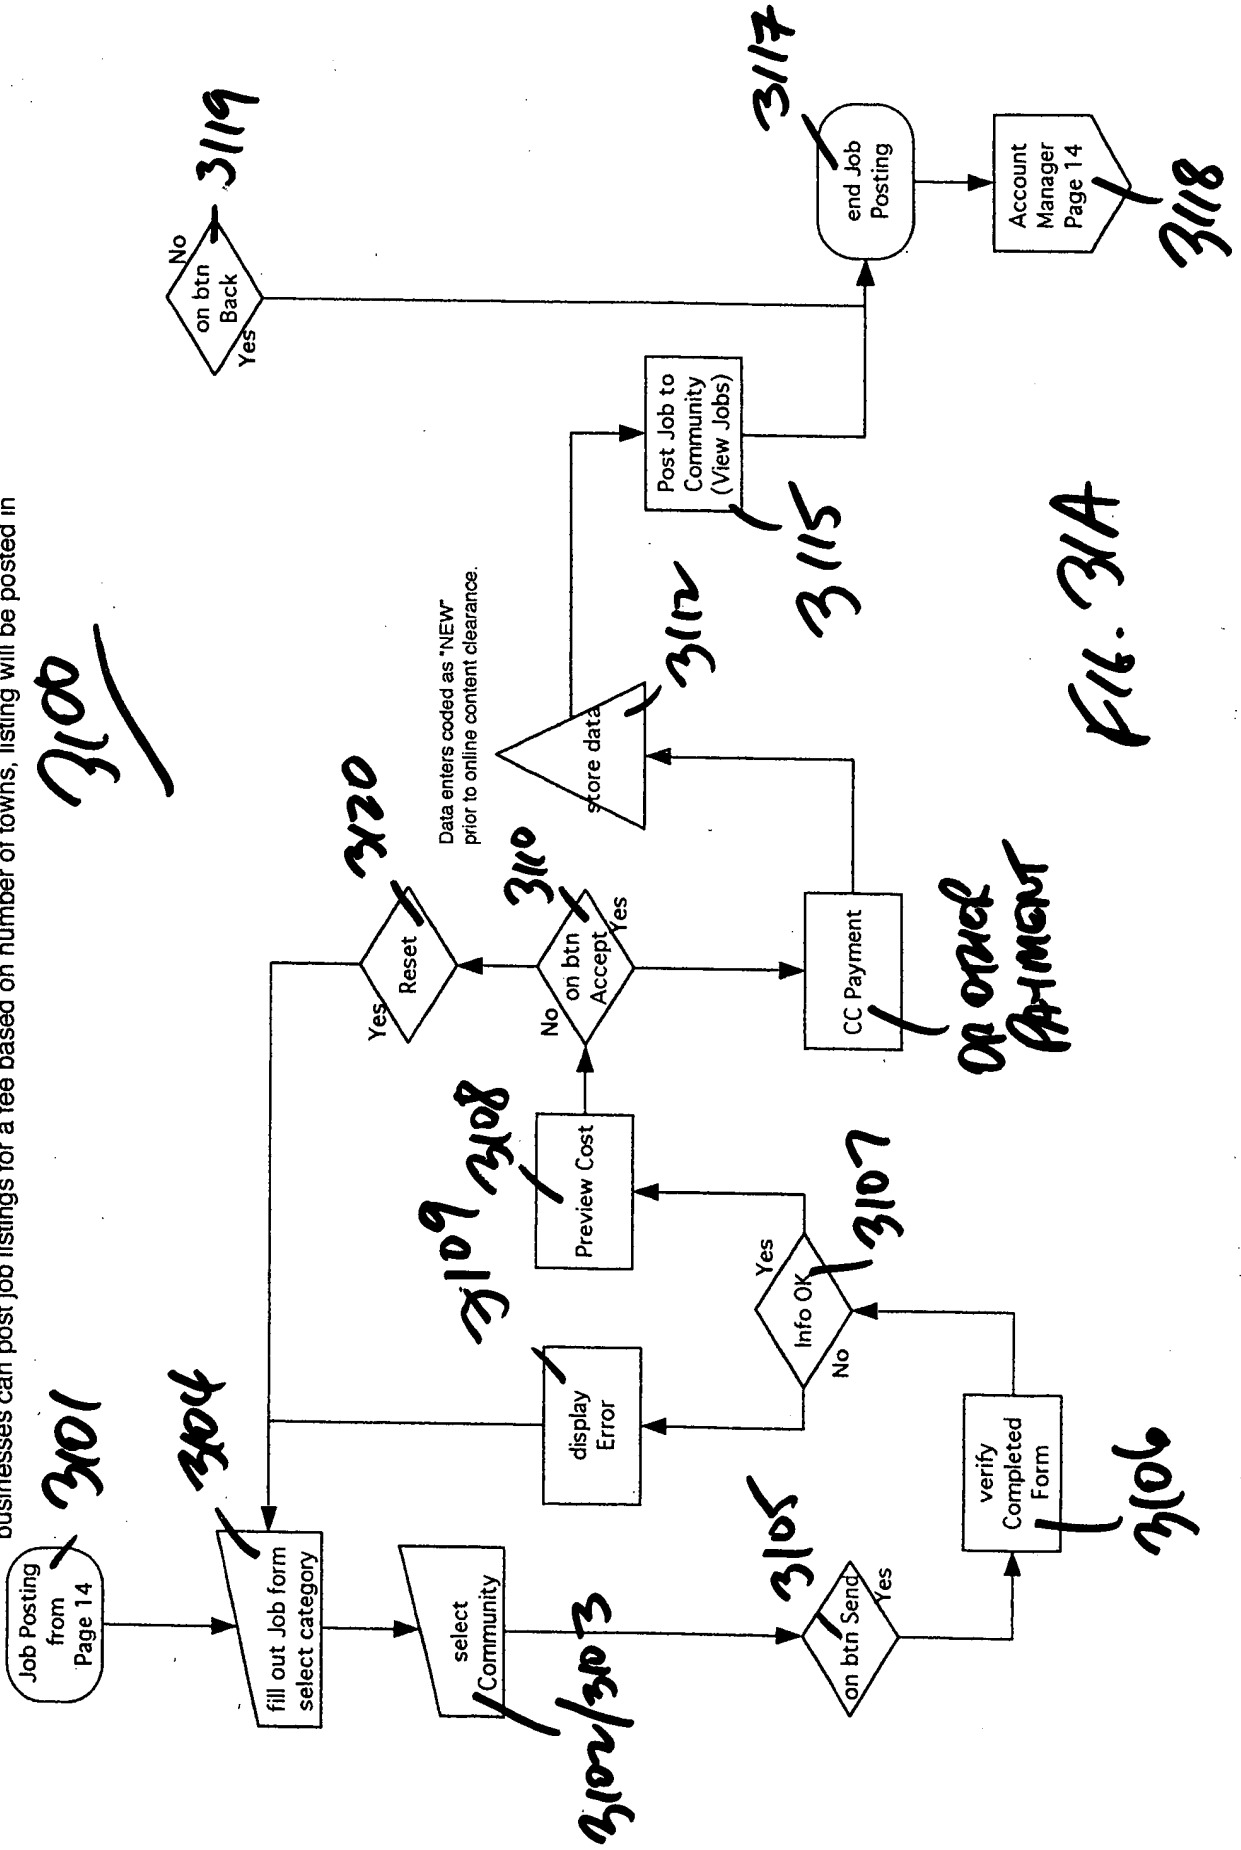 businesses can post job listings for a fee based on number of towns, listing will be posted in
3100
Job Posting
from
Page 14
3101
fill out Job form
select category
3104
select
Community
3102/3103
on btn Send
Yes
3105
verify
Completed
Form
3106
Info OK
Yes
No
3107
display
Error
3109
Preview Cost
3108
on btn
Accept
No
Yes
3110
Reset
Yes
3120
CC Payment
OR OTHER
PAYMENT
Data enters coded as "NEW"
prior to online content clearance.
store data
3112
Post Job to
Community
(View Jobs)
3115
on btn
Back
No
Yes
3119
end Job
Posting
3117
Account
Manager
Page 14
3118
FIG. 31A